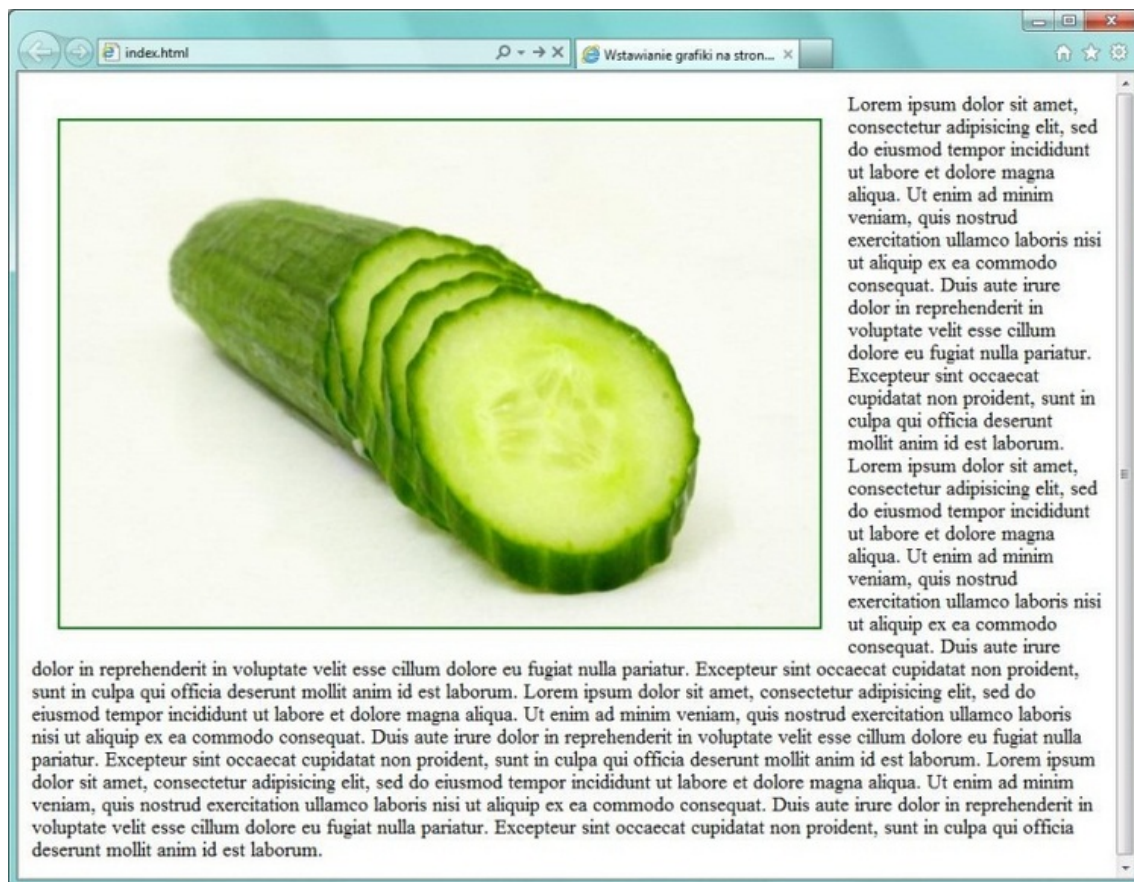 index.html
Wstawianie grafiki na stron...
Lorem ipsum dolor sit amet,
consectetur adipisicing elit, sed
do eiusmod tempor incididunt
ut labore et dolore magna
aliqua. Ut enim ad minim
veniam, quis nostrud
exercitation ullamco laboris nisi
ut aliquip ex ea commodo
consequat. Duis aute irure
dolor in reprehenderit in
voluptate velit esse cillum
dolore eu fugiat nulla pariatur.
Excepteur sint occaecat
cupidatat non proident, sunt in
culpa qui officia deserunt
mollit anim id est laborum.
Lorem ipsum dolor sit amet,
consectetur adipisicing elit, sed
do eiusmod tempor incididunt
ut labore et dolore magna
aliqua. Ut enim ad minim
veniam, quis nostrud
exercitation ullamco laboris nisi
ut aliquip ex ea commodo
consequat. Duis aute irure
dolor in reprehenderit in voluptate velit esse cillum dolore eu fugiat nulla pariatur. Excepteur sint occaecat cupidatat non proident,
sunt in culpa qui officia deserunt mollit anim id est laborum. Lorem ipsum dolor sit amet, consectetur adipisicing elit, sed do
eiusmod tempor incididunt ut labore et dolore magna aliqua. Ut enim ad minim veniam, quis nostrud exercitation ullamco laboris
nisi ut aliquip ex ea commodo consequat. Duis aute irure dolor in reprehenderit in voluptate velit esse cillum dolore eu fugiat nulla
pariatur. Excepteur sint occaecat cupidatat non proident, sunt in culpa qui officia deserunt mollit anim id est laborum. Lorem ipsum
dolor sit amet, consectetur adipisicing elit, sed do eiusmod tempor incididunt ut labore et dolore magna aliqua. Ut enim ad minim
veniam, quis nostrud exercitation ullamco laboris nisi ut aliquip ex ea commodo consequat. Duis aute irure dolor in reprehenderit in
voluptate velit esse cillum dolore eu fugiat nulla pariatur. Excepteur sint occaecat cupidatat non proident, sunt in culpa qui officia
deserunt mollit anim id est laborum.